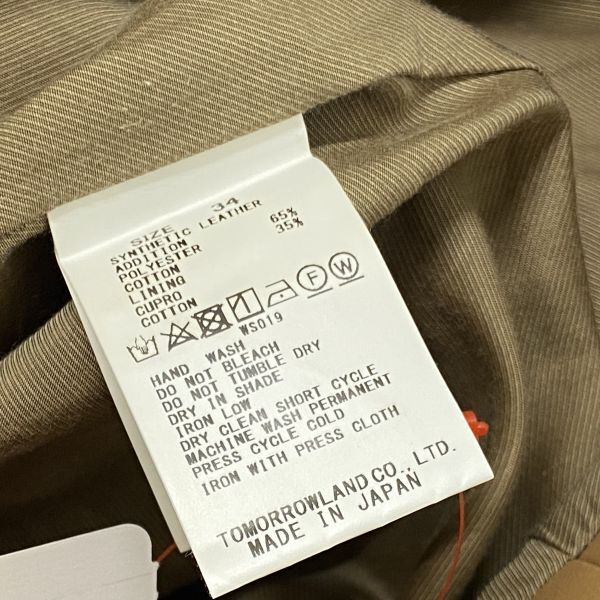 SIZE 34
SYNTHETIC LEATHER
ADDITION
POLYESTER 65%
COTTON 35%
LINING
CUPRO
COTTON
F W
WS019
HAND WASH
DO NOT BLEACH
DO NOT TUMBLE DRY
DRY IN SHADE
IRON LOW
DRY CLEAN SHORT CYCLE
MACHINE WASH PERMANENT
PRESS CYCLE COLD
IRON WITH PRESS CLOTH
TOMORROWLAND CO.,LTD.
MADE IN JAPAN